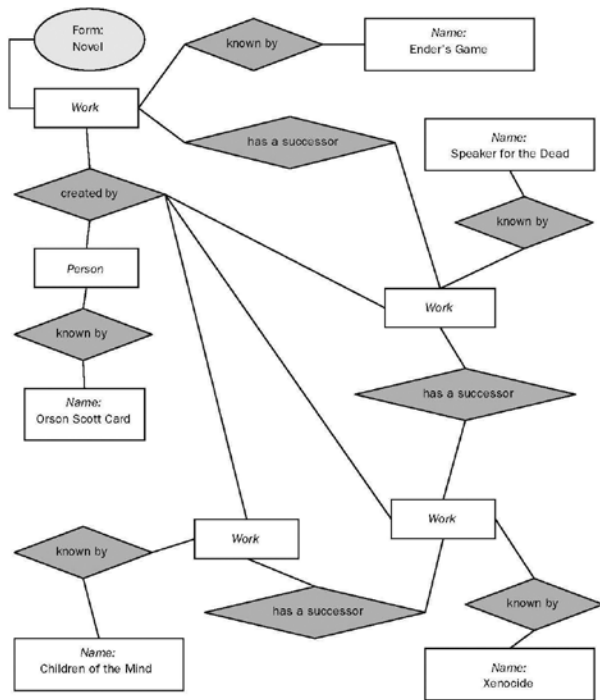 Form:
Novel
known by
Name:
Ender's Game
Work
has a successor
Name:
Speaker for the Dead
created by
known by
Person
Work
known by
has a successor
Name:
Orson Scott Card
Work
Work
known by
has a successor
known by
Name:
Children of the Mind
Name:
Xenocide